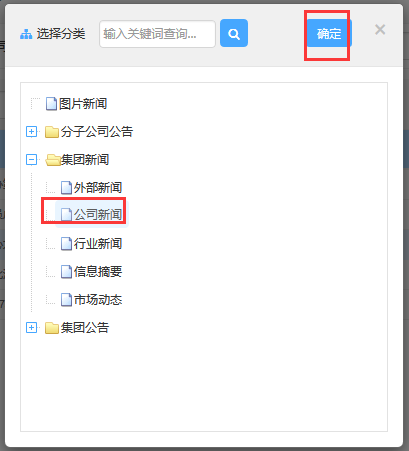 选择分类 输入关键词查询... 确定 ×
图片新闻
分子公司公告
集团新闻
外部新闻
公司新闻
行业新闻
信息摘要
市场动态
集团公告